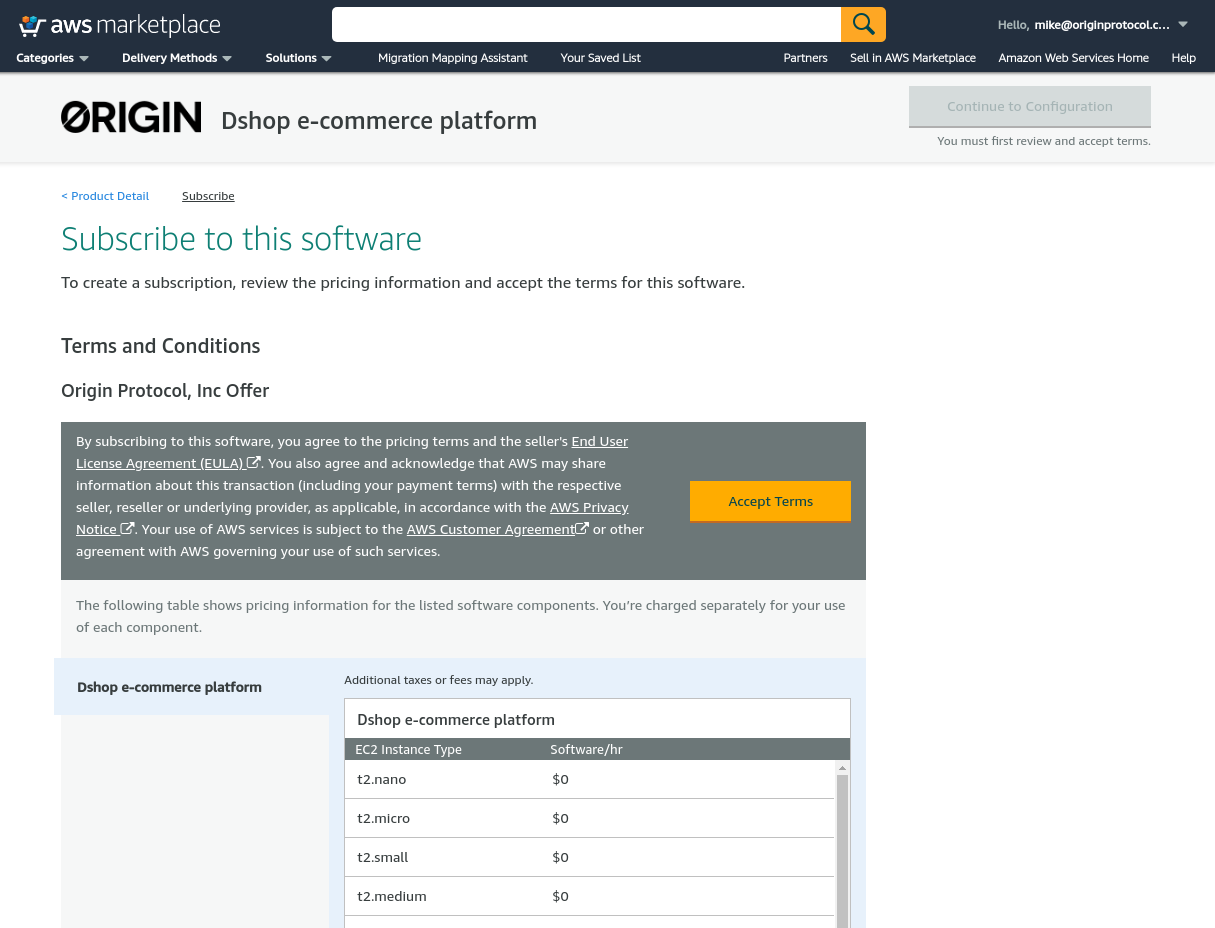 aws marketplace
Hello, mike@originprotocol.c...
Categories Delivery Methods Solutions Migration Mapping Assistant Your Saved List Partners Sell in AWS Marketplace Amazon Web Services Home Help
ORIGIN Dshop e-commerce platform
Continue to Configuration
You must first review and accept terms.
< Product Detail Subscribe
Subscribe to this software
To create a subscription, review the pricing information and accept the terms for this software.
Terms and Conditions
Origin Protocol, Inc Offer
By subscribing to this software, you agree to the pricing terms and the seller's End User
License Agreement (EULA). You also agree and acknowledge that AWS may share
information about this transaction (including your payment terms) with the respective
seller, reseller or underlying provider, as applicable, in accordance with the AWS Privacy
Notice. Your use of AWS services is subject to the AWS Customer Agreement or other
agreement with AWS governing your use of such services.
Accept Terms
The following table shows pricing information for the listed software components. You’re charged separately for your use
of each component.
Dshop e-commerce platform
Additional taxes or fees may apply.
Dshop e-commerce platform
EC2 Instance Type Software/hr
t2.nano $0
t2.micro $0
t2.small $0
t2.medium $0